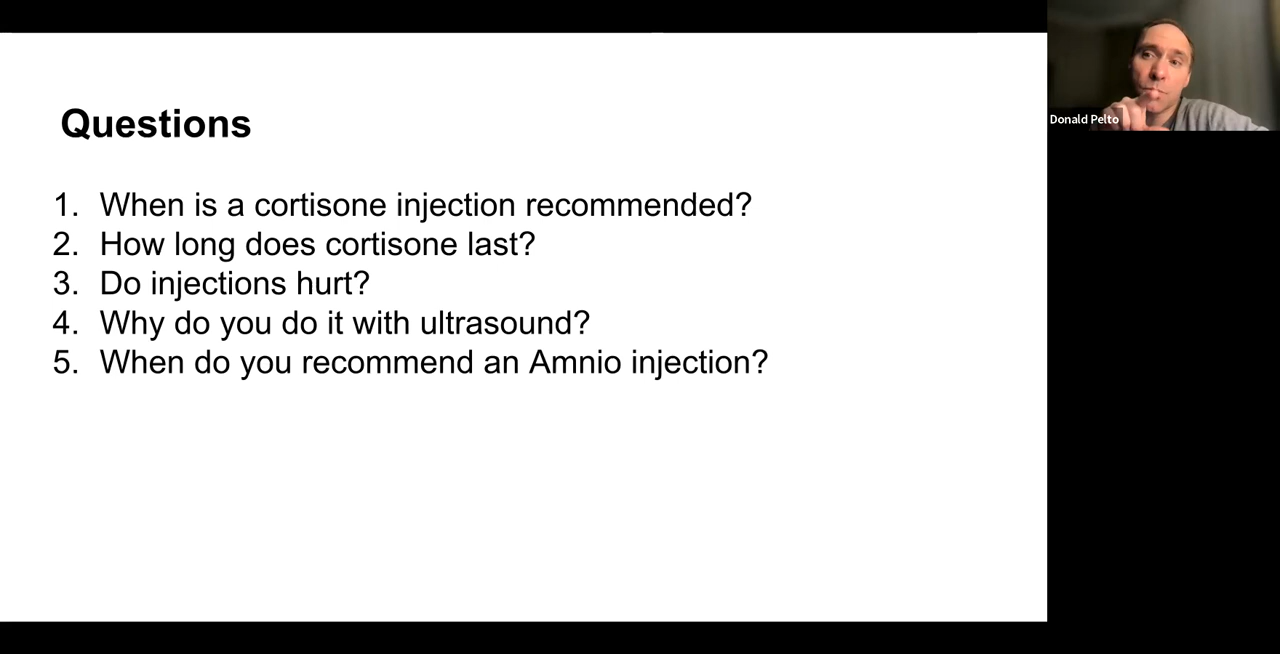 Questions
1. When is a cortisone injection recommended?
2. How long does cortisone last?
3. Do injections hurt?
4. Why do you do it with ultrasound?
5. When do you recommend an Amnio injection?
Donald Pelto